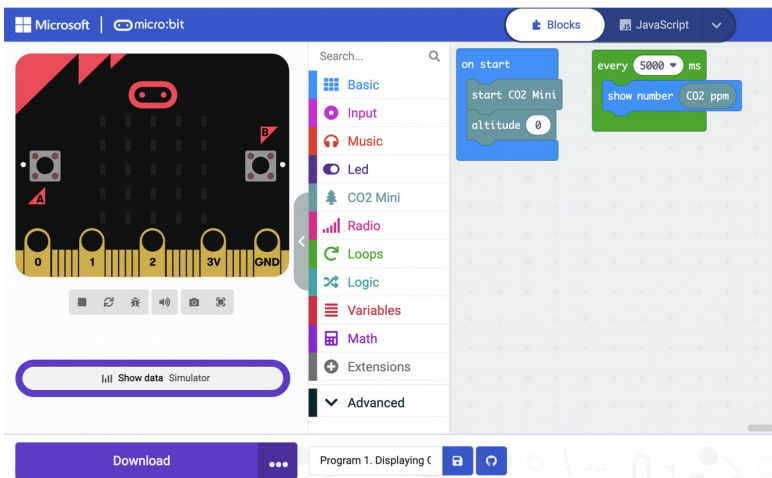 Microsoft
micro:bit
Blocks
JS JavaScript
Search...
Basic
Input
Music
Led
CO2 Mini
Radio
Loops
Logic
Variables
Math
Extensions
Advanced
on start
start CO2 Mini
altitude 0
every 5000 ms
show number CO2 ppm
A
B
0 1 2 3V GND
Show data Simulator
Download
Program 1. Displaying